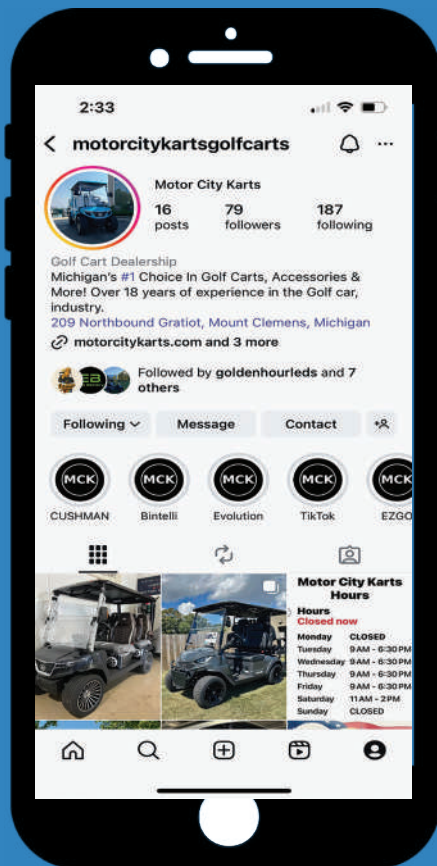 2:33
motorcitykartsgolfcarts
Motor City Karts
16 79 187
posts followers following
Golf Cart Dealership
Michigan's #1 Choice In Golf Carts, Accessories &
More! Over 18 years of experience in the Golf car,
industry.
209 Northbound Gratiot, Mount Clemens, Michigan
motorcitykarts.com and 3 more
Followed by goldenhourleds and 7
others
Following Message Contact
MCK MCK MCK MCK MCK
CUSHMAN Bintelli Evolution TikTok EZGO
Motor City Karts
Hours
Hours
Closed now
Monday CLOSED
Tuesday 9AM - 6:30PM
Wednesday 9AM - 6:30PM
Thursday 9AM - 6:30PM
Friday 9AM - 6:30PM
Saturday 11AM - 2PM
Sunday CLOSED